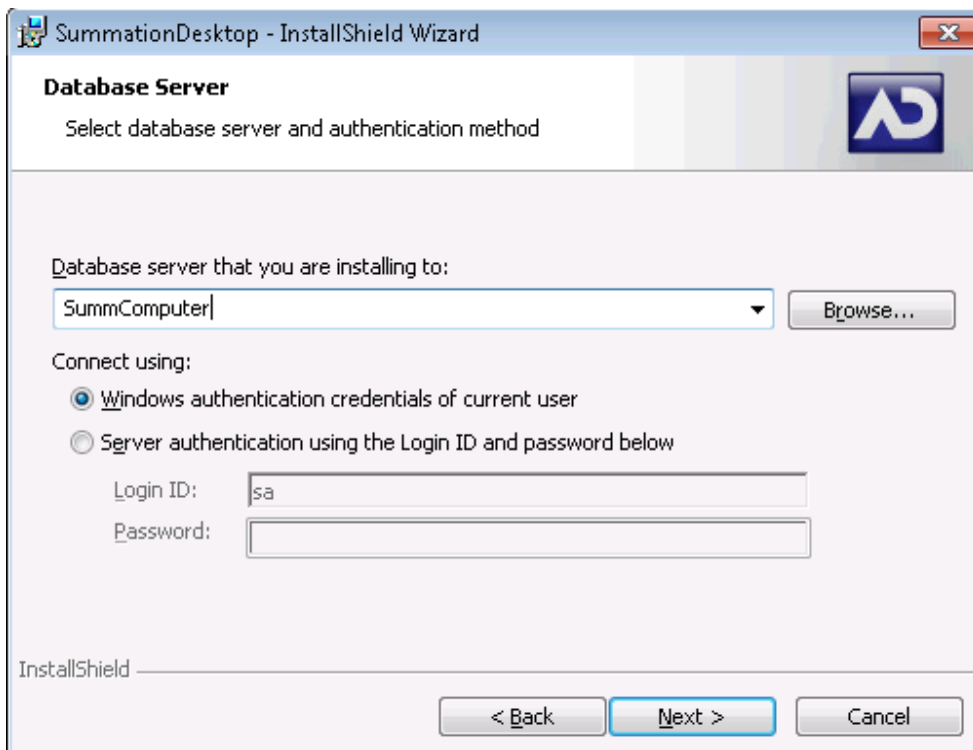 SummationDesktop - InstallShield Wizard
Database Server
Select database server and authentication method
Database server that you are installing to:
SummComputer
Browse...
Connect using:
Windows authentication credentials of current user
Server authentication using the Login ID and password below
Login ID:
sa
Password:
InstallShield
< Back
Next >
Cancel